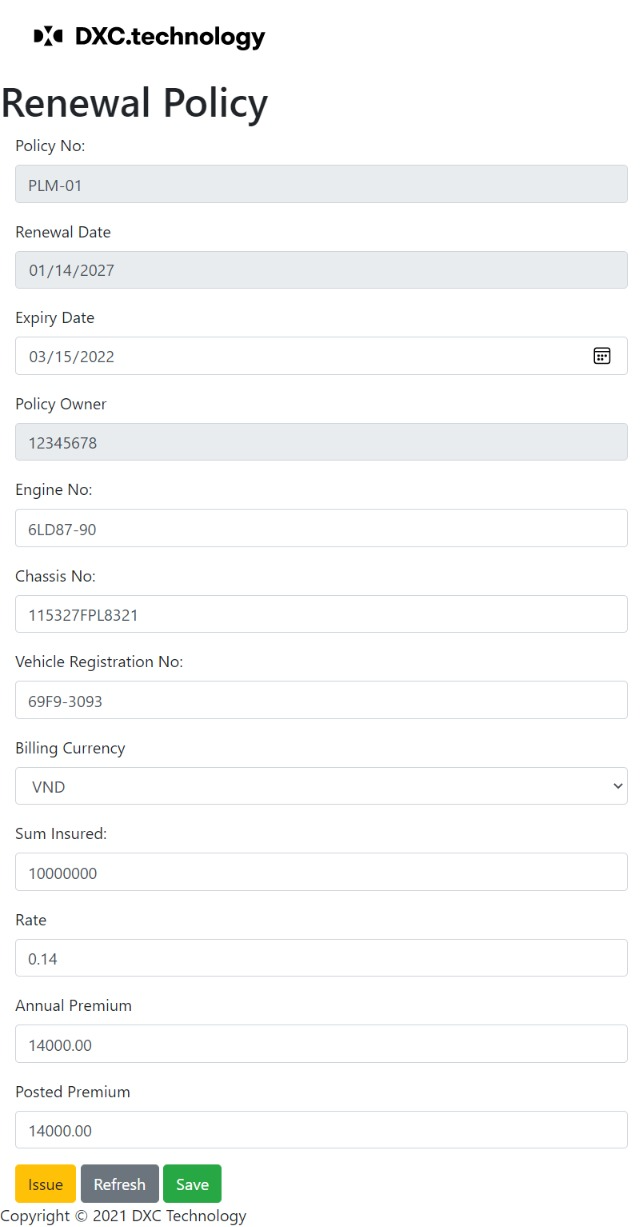 DXC.technology
Renewal Policy
Policy No:
PLM-01
Renewal Date
01/14/2027
Expiry Date
03/15/2022
Policy Owner
12345678
Engine No:
6LD87-90
Chassis No:
115327FPL8321
Vehicle Registration No:
69F9-3093
Billing Currency
VND
Sum Insured:
10000000
Rate
0.14
Annual Premium
14000.00
Posted Premium
14000.00
Issue Refresh Save
Copyright © 2021 DXC Technology